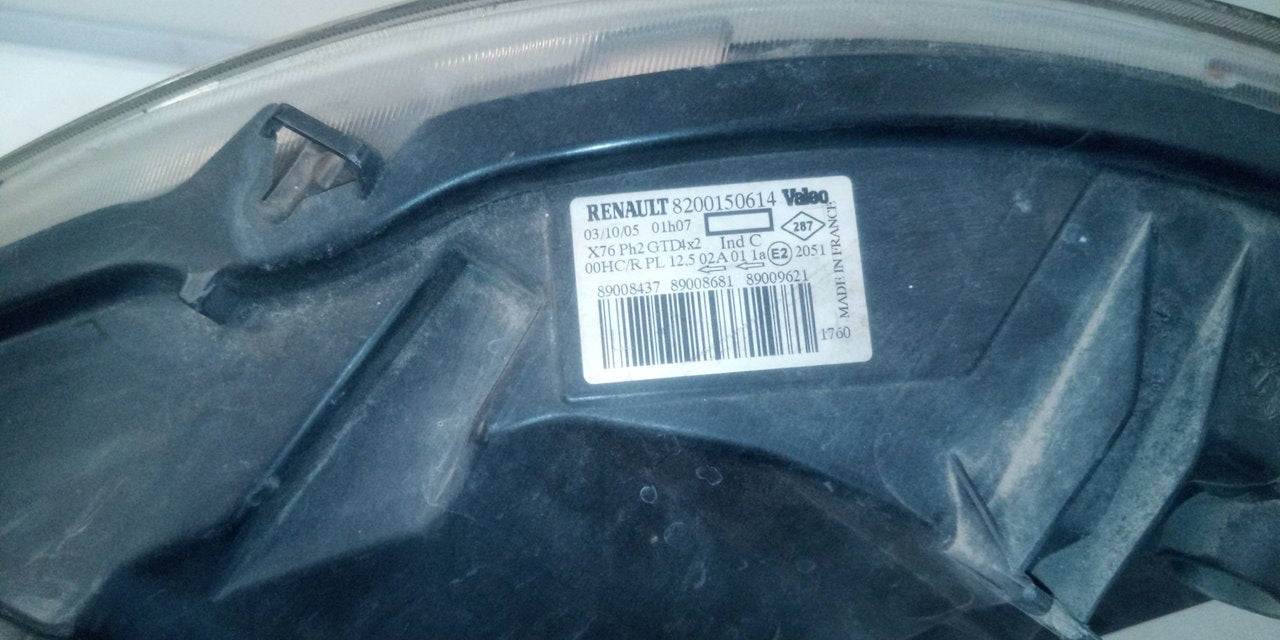 RENAULT 8200150614 Valeo
03/10/05 01h07
287
X76 Ph2 GTD4x2 Ind C
00HC/R PL 12.5 02A 01 1a E2 2051
MADE IN FRANCE
89008437 89008681 89009621
1760